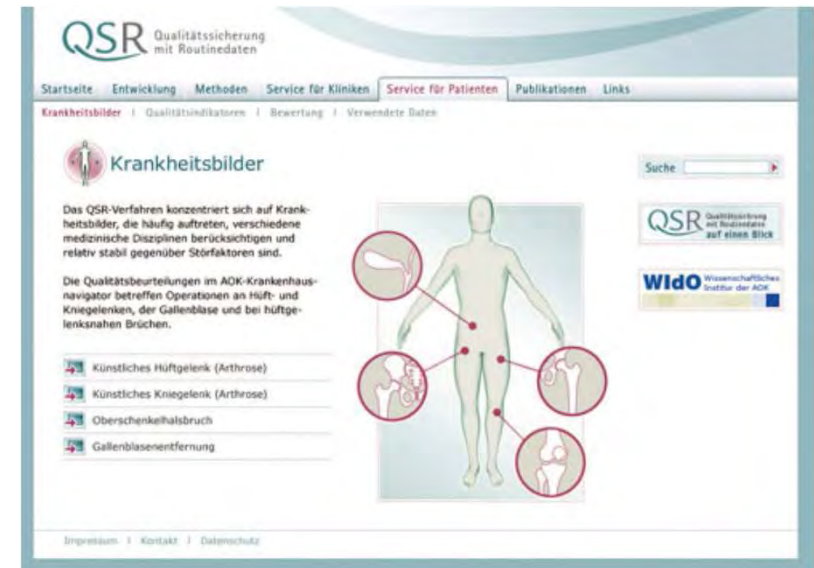 QSR Qualitätssicherung
mit Routinedaten
Startseite Entwicklung Methoden Service für Kliniken Service für Patienten Publikationen Links
Krankheitsbilder | Qualitätsindikatoren | Bewertung | Verwendete Daten
Krankheitsbilder
Suche
Das QSR-Verfahren konzentriert sich auf Krank-
heitsbilder, die häufig auftreten, verschiedene
medizinische Disziplinen berücksichtigen und
relativ stabil gegenüber Störfaktoren sind.
Die Qualitätsbeurteilungen im AOK-Krankenhaus-
navigator betreffen Operationen an Hüft- und
Kniegelenken, der Gallenblase und bei hüftge-
lenksnahen Brüchen.
Künstliches Hüftgelenk (Arthrose)
Künstliches Kniegelenk (Arthrose)
Oberschenkelhalsbruch
Gallenblasenentfernung
QSR Qualitätssicherung
mit Routinedaten
auf einen Blick
WIdO Wissenschaftliches
Institut der AOK
Impressum | Kontakt | Datenschutz